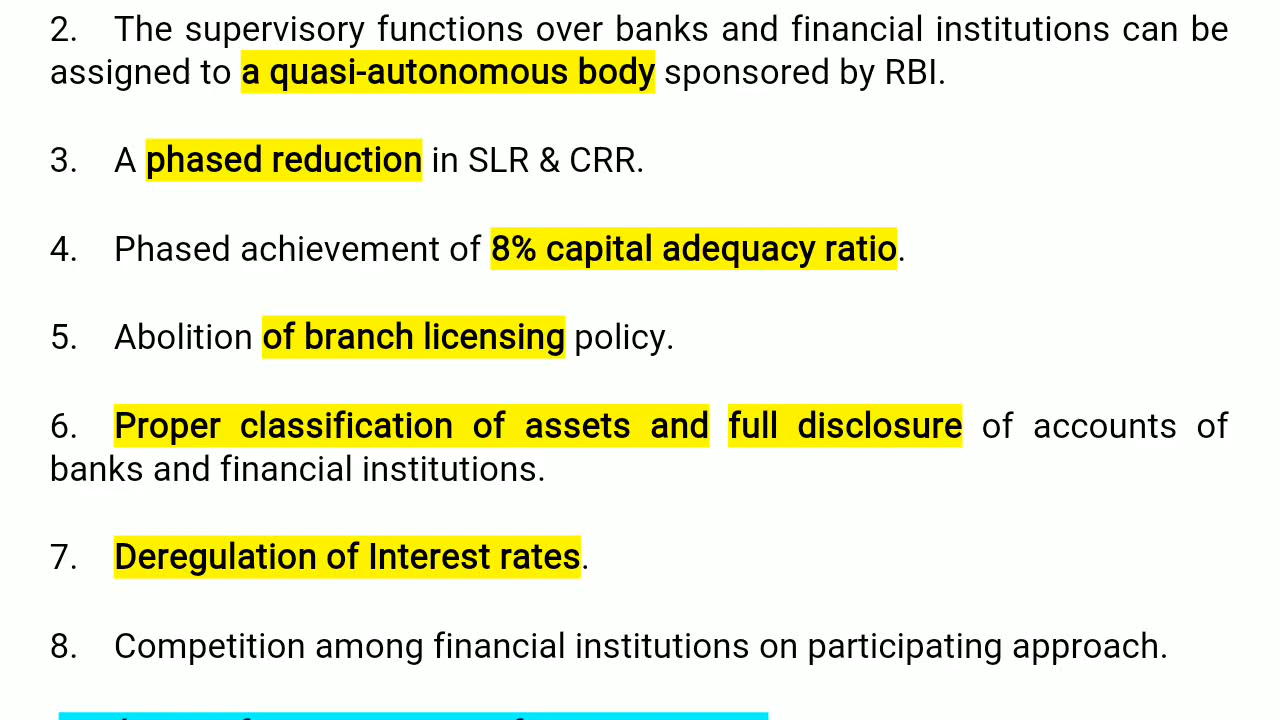 2. The supervisory functions over banks and financial institutions can be
assigned to a quasi-autonomous body sponsored by RBI.
3. A phased reduction in SLR & CRR.
4. Phased achievement of 8% capital adequacy ratio.
5. Abolition of branch licensing policy.
6. Proper classification of assets and full disclosure of accounts of
banks and financial institutions.
7. Deregulation of Interest rates.
8. Competition among financial institutions on participating approach.